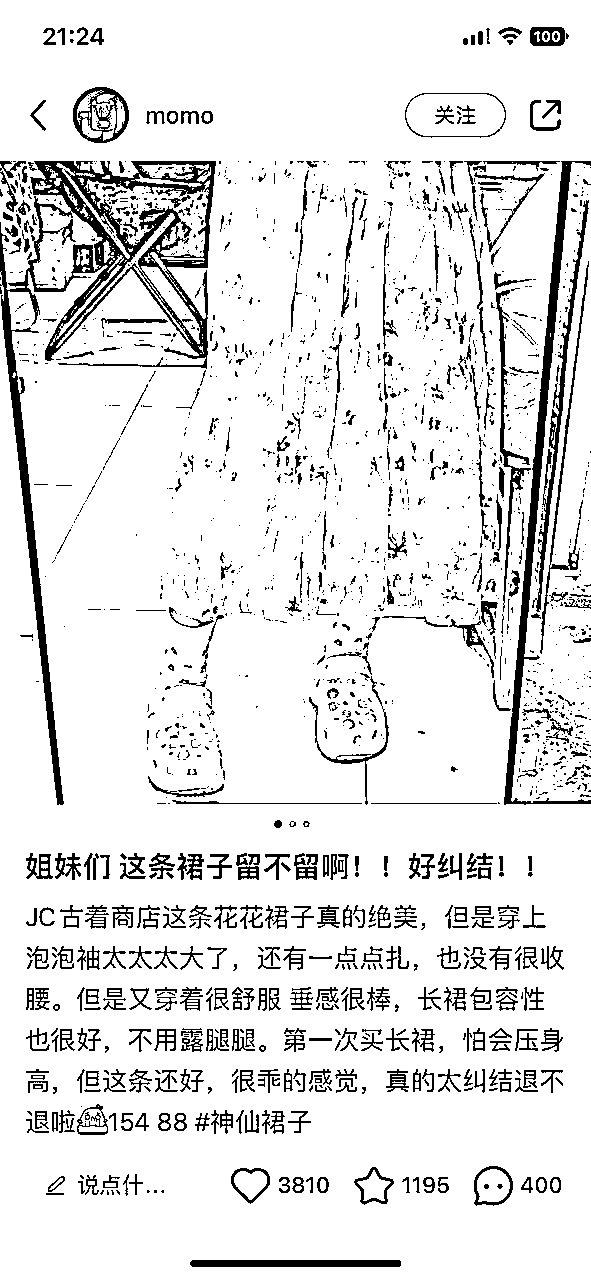 21:24
100
momo
关注
姐妹们 这条裙子留不留啊！！好纠结！！
JC古着商店这条花花裙子真的绝美，但是穿上
泡泡袖太太太大了，还有一点点扎，也没有很收
腰。但是又穿着很舒服 垂感很棒，长裙包容性
也很好，不用露腿腿。第一次买长裙，怕会压身
高，但这条还好，很乖的感觉，真的太纠结退不
退啦154 88 #神仙裙子
说点什...
3810
1195
400